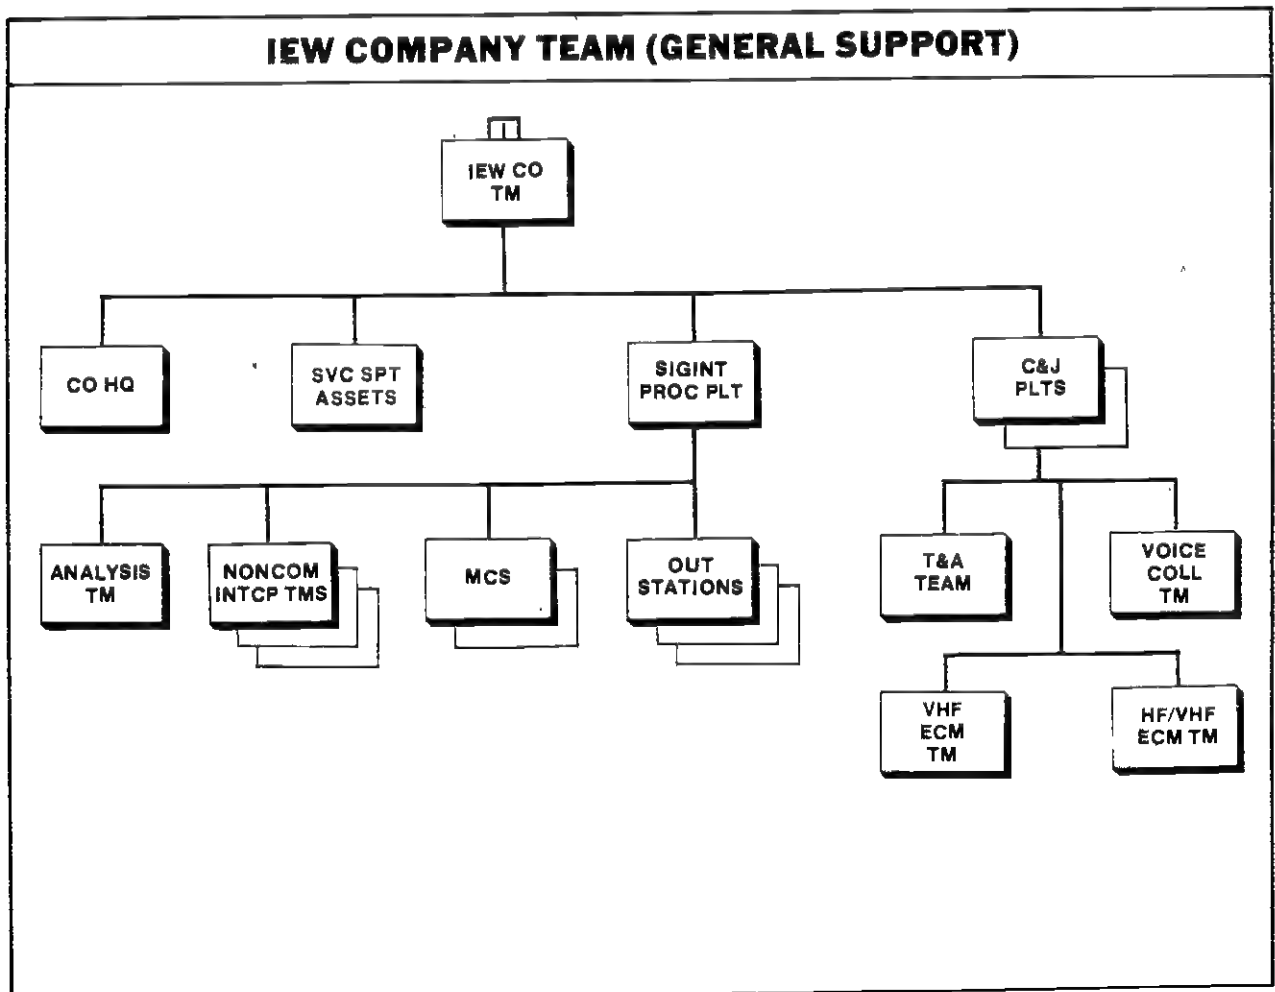 IEW COMPANY TEAM (GENERAL SUPPORT)
IEW CO
TM
CO HQ
SVC SPT
ASSETS
SIGINT
PROC PLT
C&J
PLTS
ANALYSIS
TM
NONCOM
INTCP TMS
MCS
OUT
STATIONS
T&A
TEAM
VOICE
COLL
TM
VHF
ECM
TM
HF/VHF
ECM TM